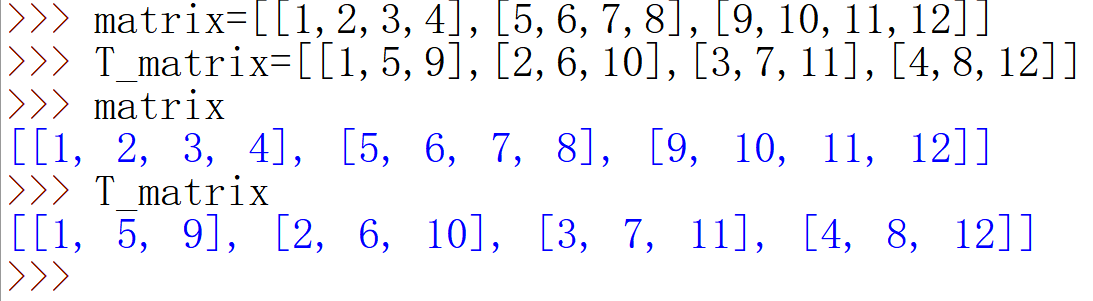 >>> matrix=[[1,2,3,4],[5,6,7,8],[9,10,11,12]]
>>> T_matrix=[[1,5,9],[2,6,10],[3,7,11],[4,8,12]]
>>> matrix
[[1, 2, 3, 4], [5, 6, 7, 8], [9, 10, 11, 12]]
>>> T_matrix
[[1, 5, 9], [2, 6, 10], [3, 7, 11], [4, 8, 12]]
>>>